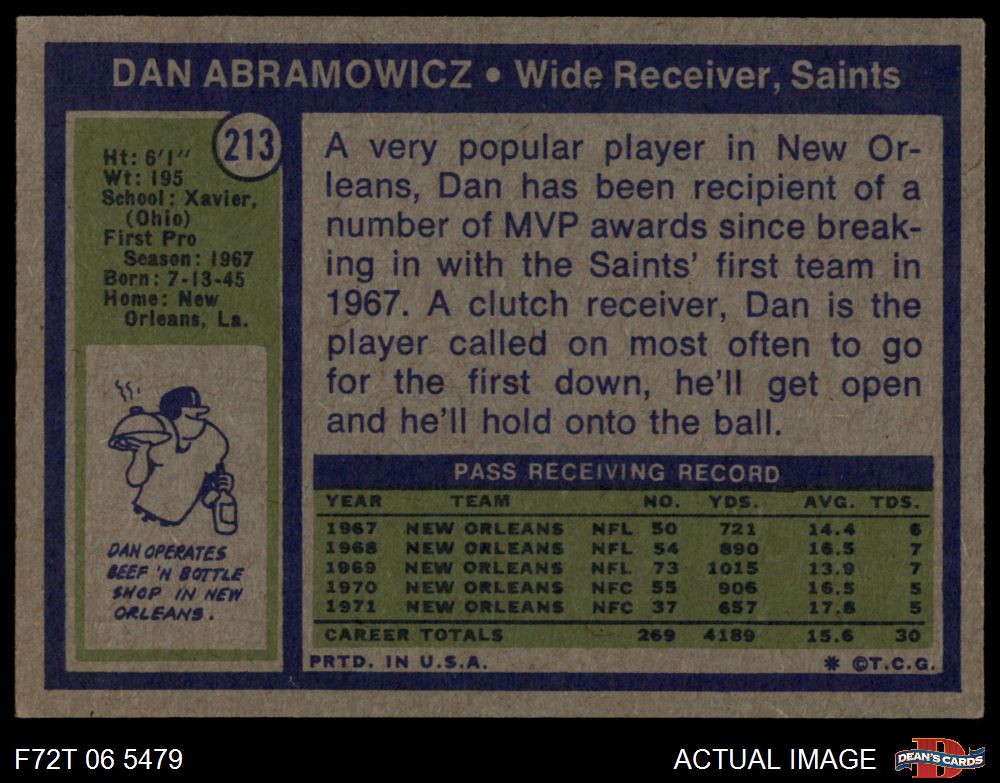 DAN ABRAMOWICZ • Wide Receiver, Saints
213
Ht: 6'1"
Wt: 195
School: Xavier,
(Ohio)
First Pro
Season: 1967
Born: 7-13-45
Home: New
Orleans, La.
DAN OPERATES
BEEF 'N BOTTLE
SHOP IN NEW
ORLEANS.
A very popular player in New Or-
leans, Dan has been recipient of a
number of MVP awards since break-
ing in with the Saints' first team in
1967. A clutch receiver, Dan is the
player called on most often to go
for the first down, he'll get open
and he'll hold onto the ball.
PASS RECEIVING RECORD
YEAR TEAM NO. YDS. AVG. TDS.
1967 NEW ORLEANS NFL 50 721 14.4 6
1968 NEW ORLEANS NFL 54 890 16.5 7
1969 NEW ORLEANS NFL 73 1015 13.9 7
1970 NEW ORLEANS NFC 55 906 16.5 5
1971 NEW ORLEANS NFC 37 657 17.8 5
CAREER TOTALS 269 4189 15.6 30
PRTD. IN U.S.A. * ©T.C.G.
F72T 06 5479 ACTUAL IMAGE
D
DEAN'S CARDS